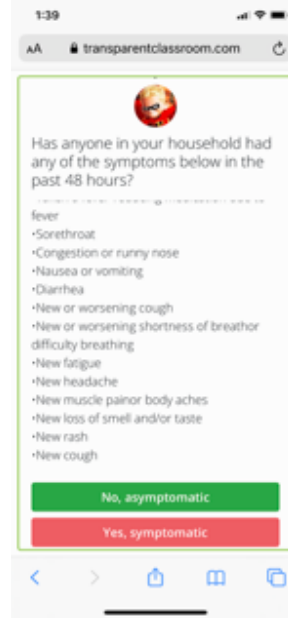 1:39
AA transparentclassroom.com
Has anyone in your household had
any of the symptoms below in the
past 48 hours?
fever
•Sorethroat
•Congestion or runny nose
•Nausea or vomiting
•Diarrhea
•New or worsening cough
•New or worsening shortness of breathor
difficulty breathing
•New fatigue
•New headache
•New muscle painor body aches
•New loss of smell and/or taste
•New rash
•New cough
No, asymptomatic
Yes, symptomatic